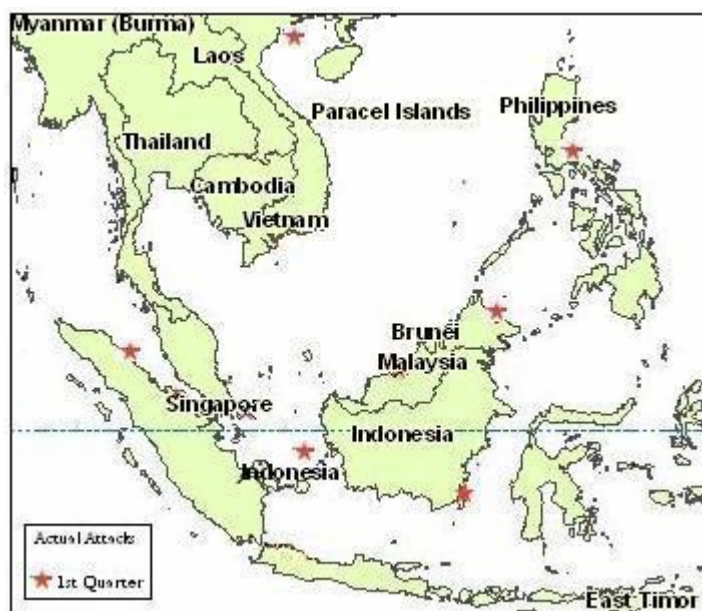 Myanmar (Burma)
Laos
Paracel Islands
Philippines
Thailand
Cambodia
Vietnam
Brunei
Malaysia
Singapore
Indonesia
Indonesia
Actual Attacks
1st Quarter
East Timor